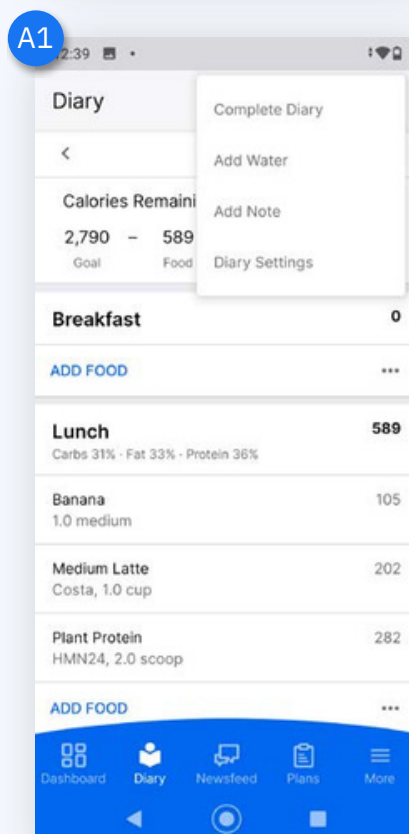 A1
12:39
Diary
Complete Diary
Add Water
Add Note
Diary Settings
<
Calories Remaini
2,790 – 589
Goal Food
Breakfast 0
ADD FOOD ...
Lunch 589
Carbs 31% · Fat 33% · Protein 36%
Banana 105
1.0 medium
Medium Latte 202
Costa, 1.0 cup
Plant Protein 282
HMN24, 2.0 scoop
ADD FOOD ...
Dashboard Diary Newsfeed Plans More